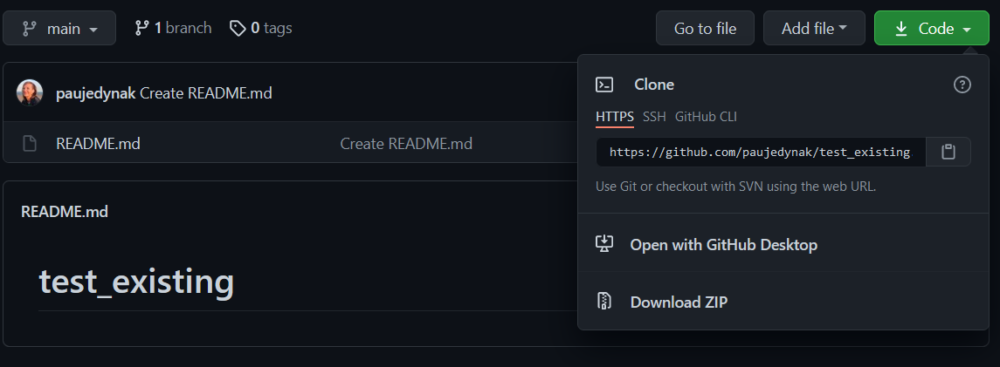 main 1 branch 0 tags Go to file Add file Code
paujedynak Create README.md
README.md Create README.md
README.md
test_existing
Clone
HTTPS SSH GitHub CLI
https://github.com/paujedynak/test_existing
Use Git or checkout with SVN using the web URL.
Open with GitHub Desktop
Download ZIP